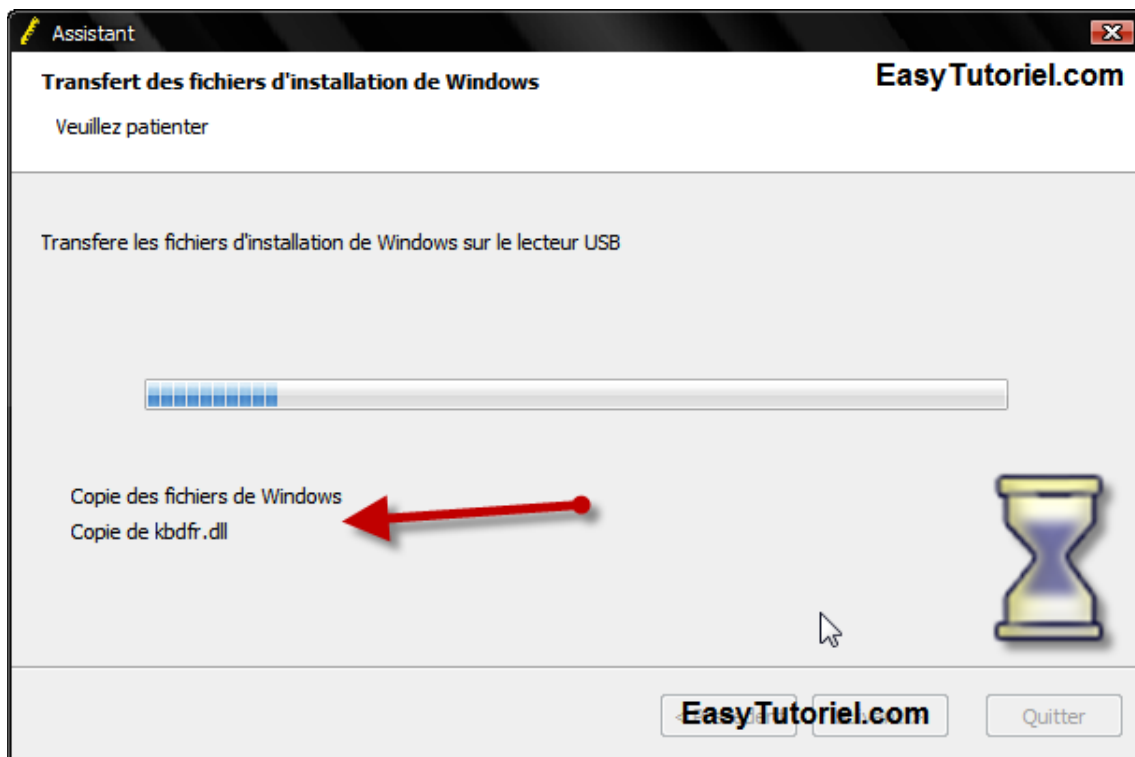 Assistant
Transfert des fichiers d'installation de Windows
EasyTutoriel.com
Veuillez patienter
Transfere les fichiers d'installation de Windows sur le lecteur USB
Copie des fichiers de Windows
Copie de kbdfr.dll
EasyTutoriel.com
Quitter